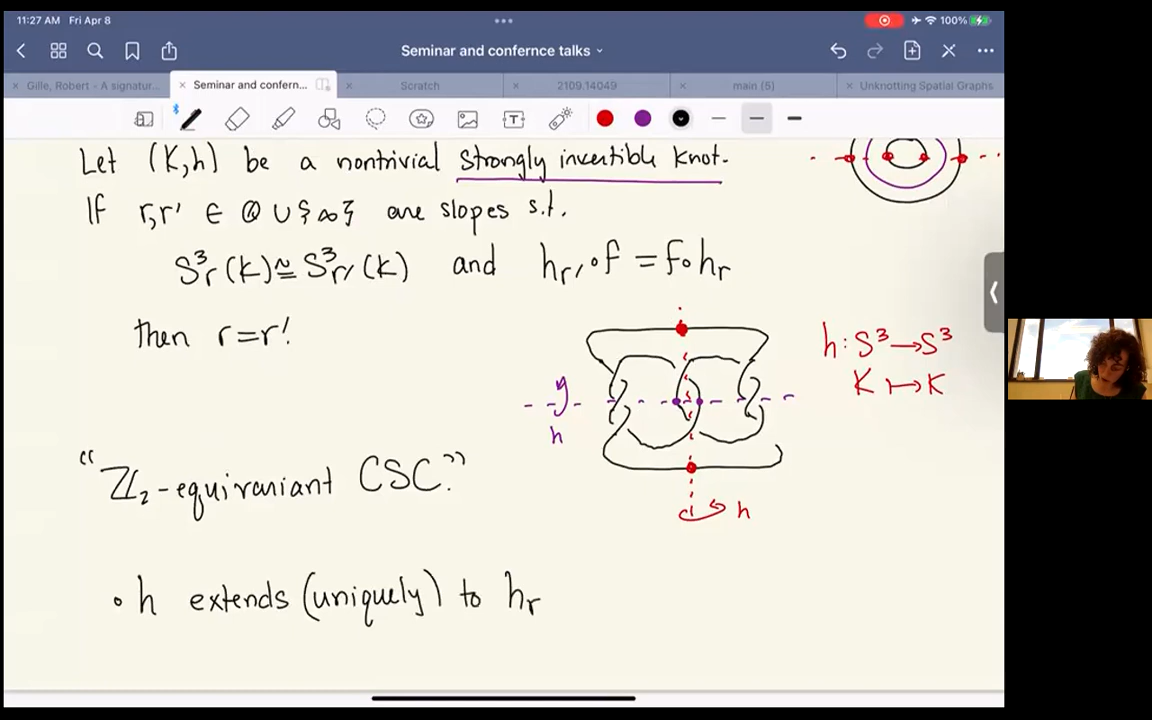 11:27 AM Fri Apr 8
100%
Seminar and confernce talks
Gille, Robert - A signatur...
Seminar and confern...
Scratch
2109.14049
main (5)
Unknotting Spatial Graphs
Let (K,h) be a nontrivial strongly invertible knot.
If r,r' ∈ ℚ ∪ {∞} are slopes s.t.
S³ᵣ(K) ≅ S³ᵣ'(K) and hᵣ'∘f = f∘hᵣ
then r=r'.
h: S³ → S³
K ↦ K
h
"ℤ₂-equivariant CSC."
h
• h extends (uniquely) to hᵣ